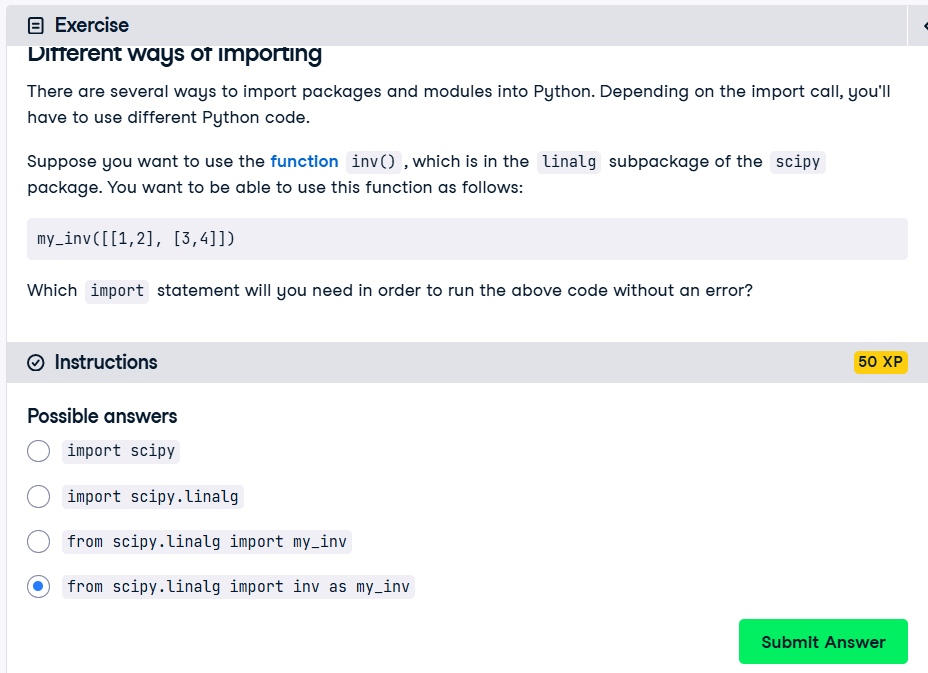 Exercise
Different ways of importing
There are several ways to import packages and modules into Python. Depending on the import call, you'll
have to use different Python code.
Suppose you want to use the function inv() , which is in the linalg subpackage of the scipy
package. You want to be able to use this function as follows:
my_inv([[1,2], [3,4]])
Which import statement will you need in order to run the above code without an error?
Instructions
50 XP
Possible answers
import scipy
import scipy.linalg
from scipy.linalg import my_inv
from scipy.linalg import inv as my_inv
Submit Answer